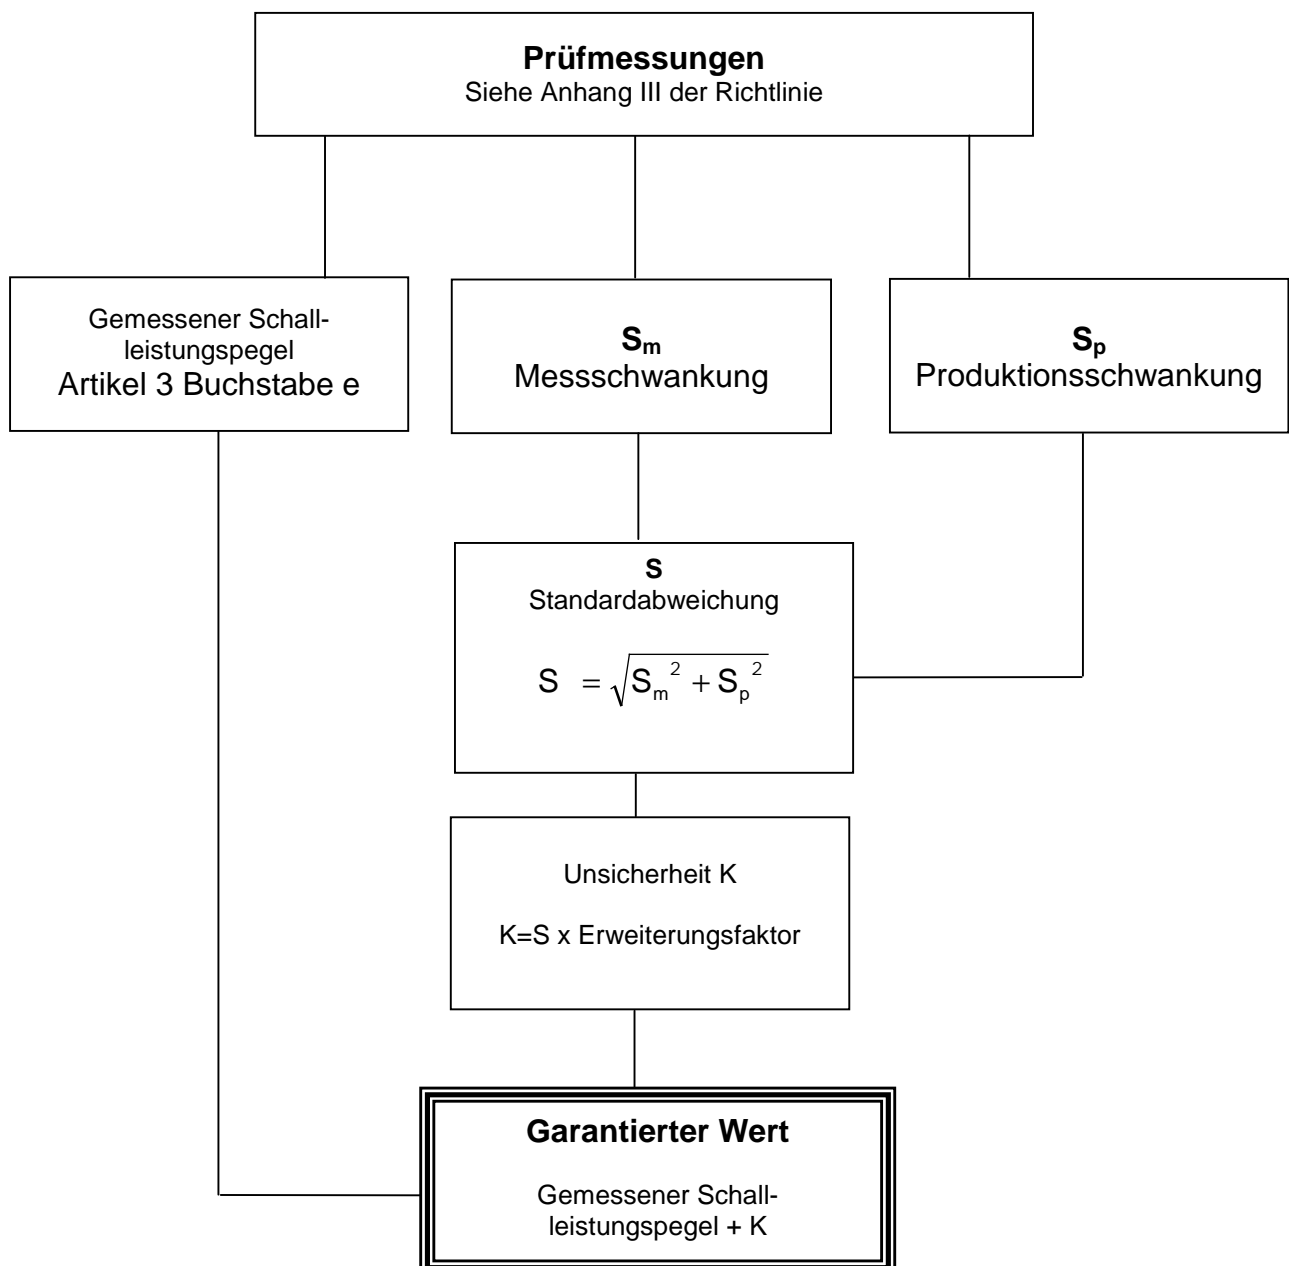 Prüfmessungen
Siehe Anhang III der Richtlinie
Gemessener Schall-
leistungspegel
Artikel 3 Buchstabe e
Sm
Messschwankung
Sp
Produktionsschwankung
S
Standardabweichung
S = √Sm² + Sp²
Unsicherheit K
K=S x Erweiterungsfaktor
Garantierter Wert
Gemessener Schall-
leistungspegel + K